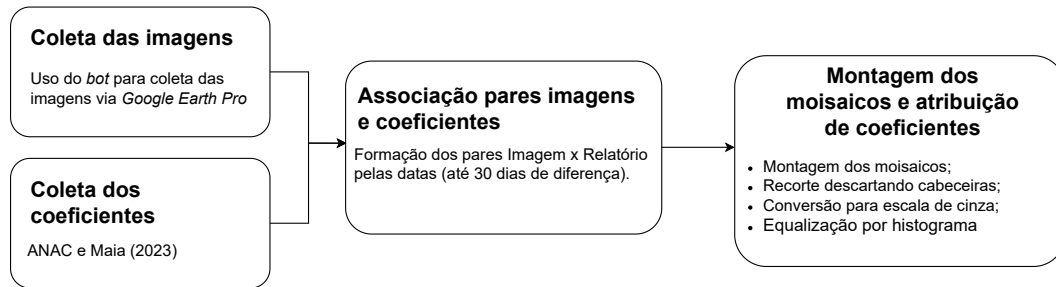 Coleta das imagens
Uso do bot para coleta das
imagens via Google Earth Pro
Coleta dos
coeficientes
ANAC e Maia (2023)
Associação pares imagens
e coeficientes
Formação dos pares Imagem x Relatório
pelas datas (até 30 dias de diferença).
Montagem dos
moisaicos e atribuição
de coeficientes
• Montagem dos moisaicos;
• Recorte descartando cabeceiras;
• Conversão para escala de cinza;
• Equalização por histograma